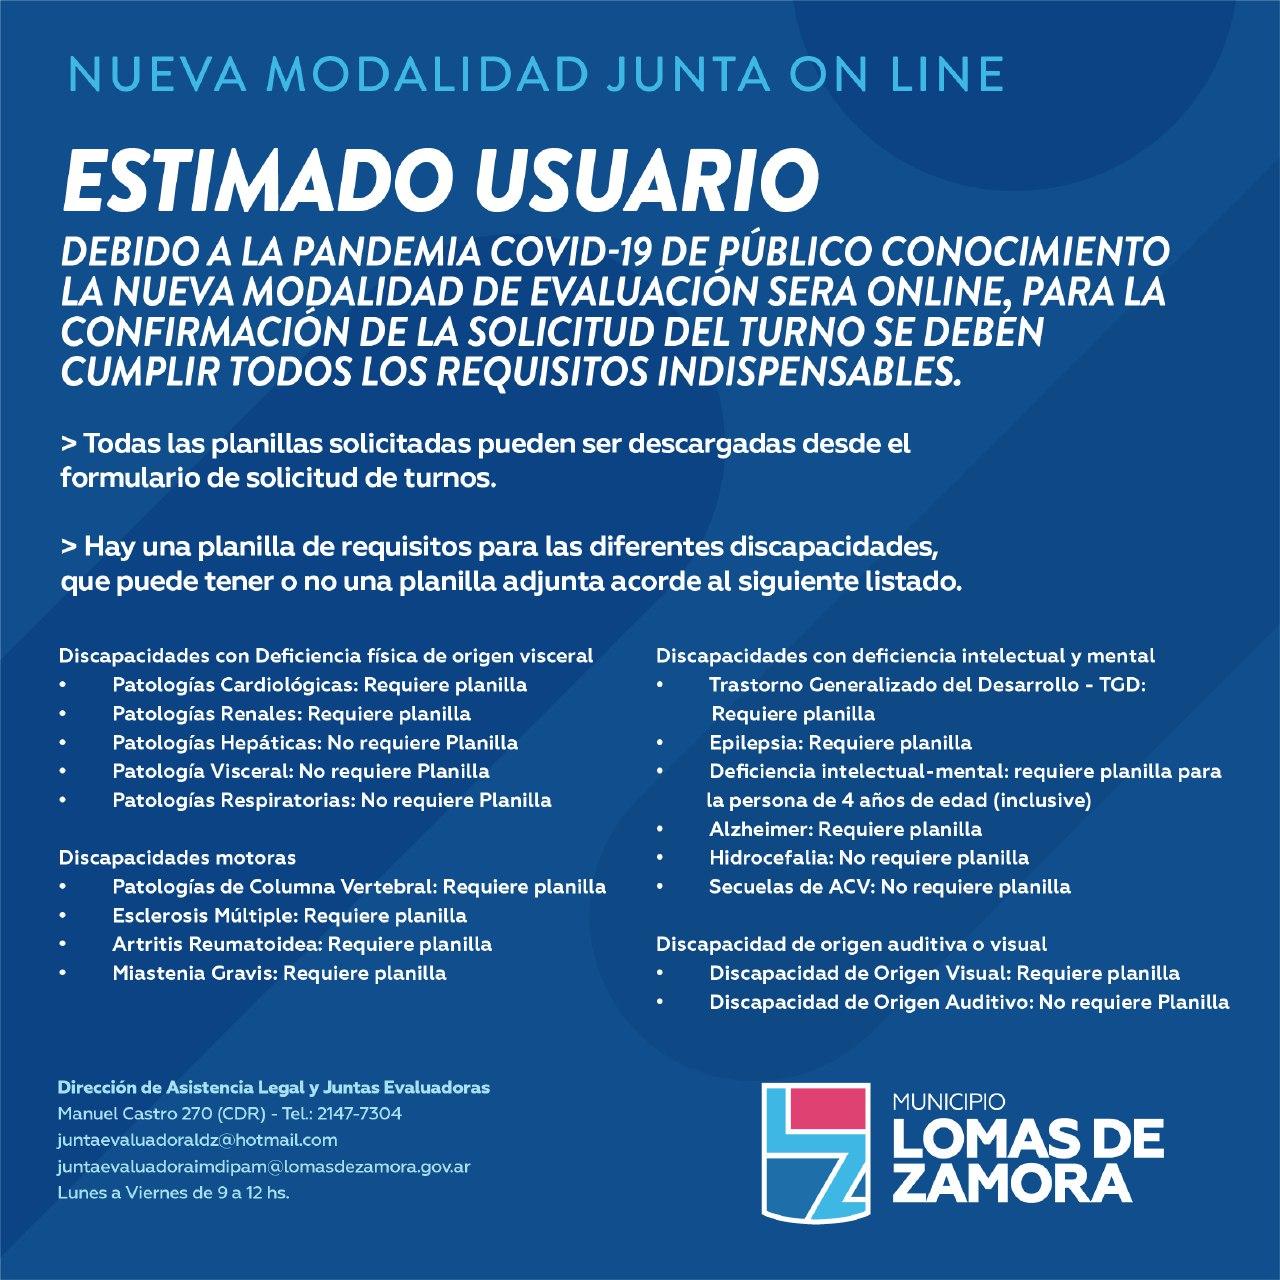 NUEVA MODALIDAD JUNTA ON LINE
ESTIMADO USUARIO
DEBIDO A LA PANDEMIA COVID-19 DE PÚBLICO CONOCIMIENTO
LA NUEVA MODALIDAD DE EVALUACIÓN SERA ONLINE, PARA LA
CONFIRMACIÓN DE LA SOLICITUD DEL TURNO SE DEBEN
CUMPLIR TODOS LOS REQUISITOS INDISPENSABLES.
> Todas las planillas solicitadas pueden ser descargadas desde el
formulario de solicitud de turnos.
> Hay una planilla de requisitos para las diferentes discapacidades,
que puede tener o no una planilla adjunta acorde al siguiente listado.
Discapacidades con Deficiencia física de origen visceral
• Patologías Cardiológicas: Requiere planilla
• Patologías Renales: Requiere planilla
• Patologías Hepáticas: No requiere Planilla
• Patología Visceral: No requiere Planilla
• Patologías Respiratorias: No requiere Planilla
Discapacidades motoras
• Patologías de Columna Vertebral: Requiere planilla
• Esclerosis Múltiple: Requiere planilla
• Artritis Reumatoidea: Requiere planilla
• Miastenia Gravis: Requiere planilla
Discapacidades con deficiencia intelectual y mental
• Trastorno Generalizado del Desarrollo - TGD:
Requiere planilla
• Epilepsia: Requiere planilla
• Deficiencia intelectual-mental: requiere planilla para
la persona de 4 años de edad (inclusive)
• Alzheimer: Requiere planilla
• Hidrocefalia: No requiere planilla
• Secuelas de ACV: No requiere planilla
Discapacidad de origen auditiva o visual
• Discapacidad de Origen Visual: Requiere planilla
• Discapacidad de Origen Auditivo: No requiere Planilla
Dirección de Asistencia Legal y Juntas Evaluadoras
Manuel Castro 270 (CDR) - Tel.: 2147-7304
juntaevaluadoraldz@hotmail.com
juntaevaluadoraimdipam@lomasdezamora.gov.ar
Lunes a Viernes de 9 a 12 hs.
LZ
MUNICIPIO
LOMAS DE
ZAMORA